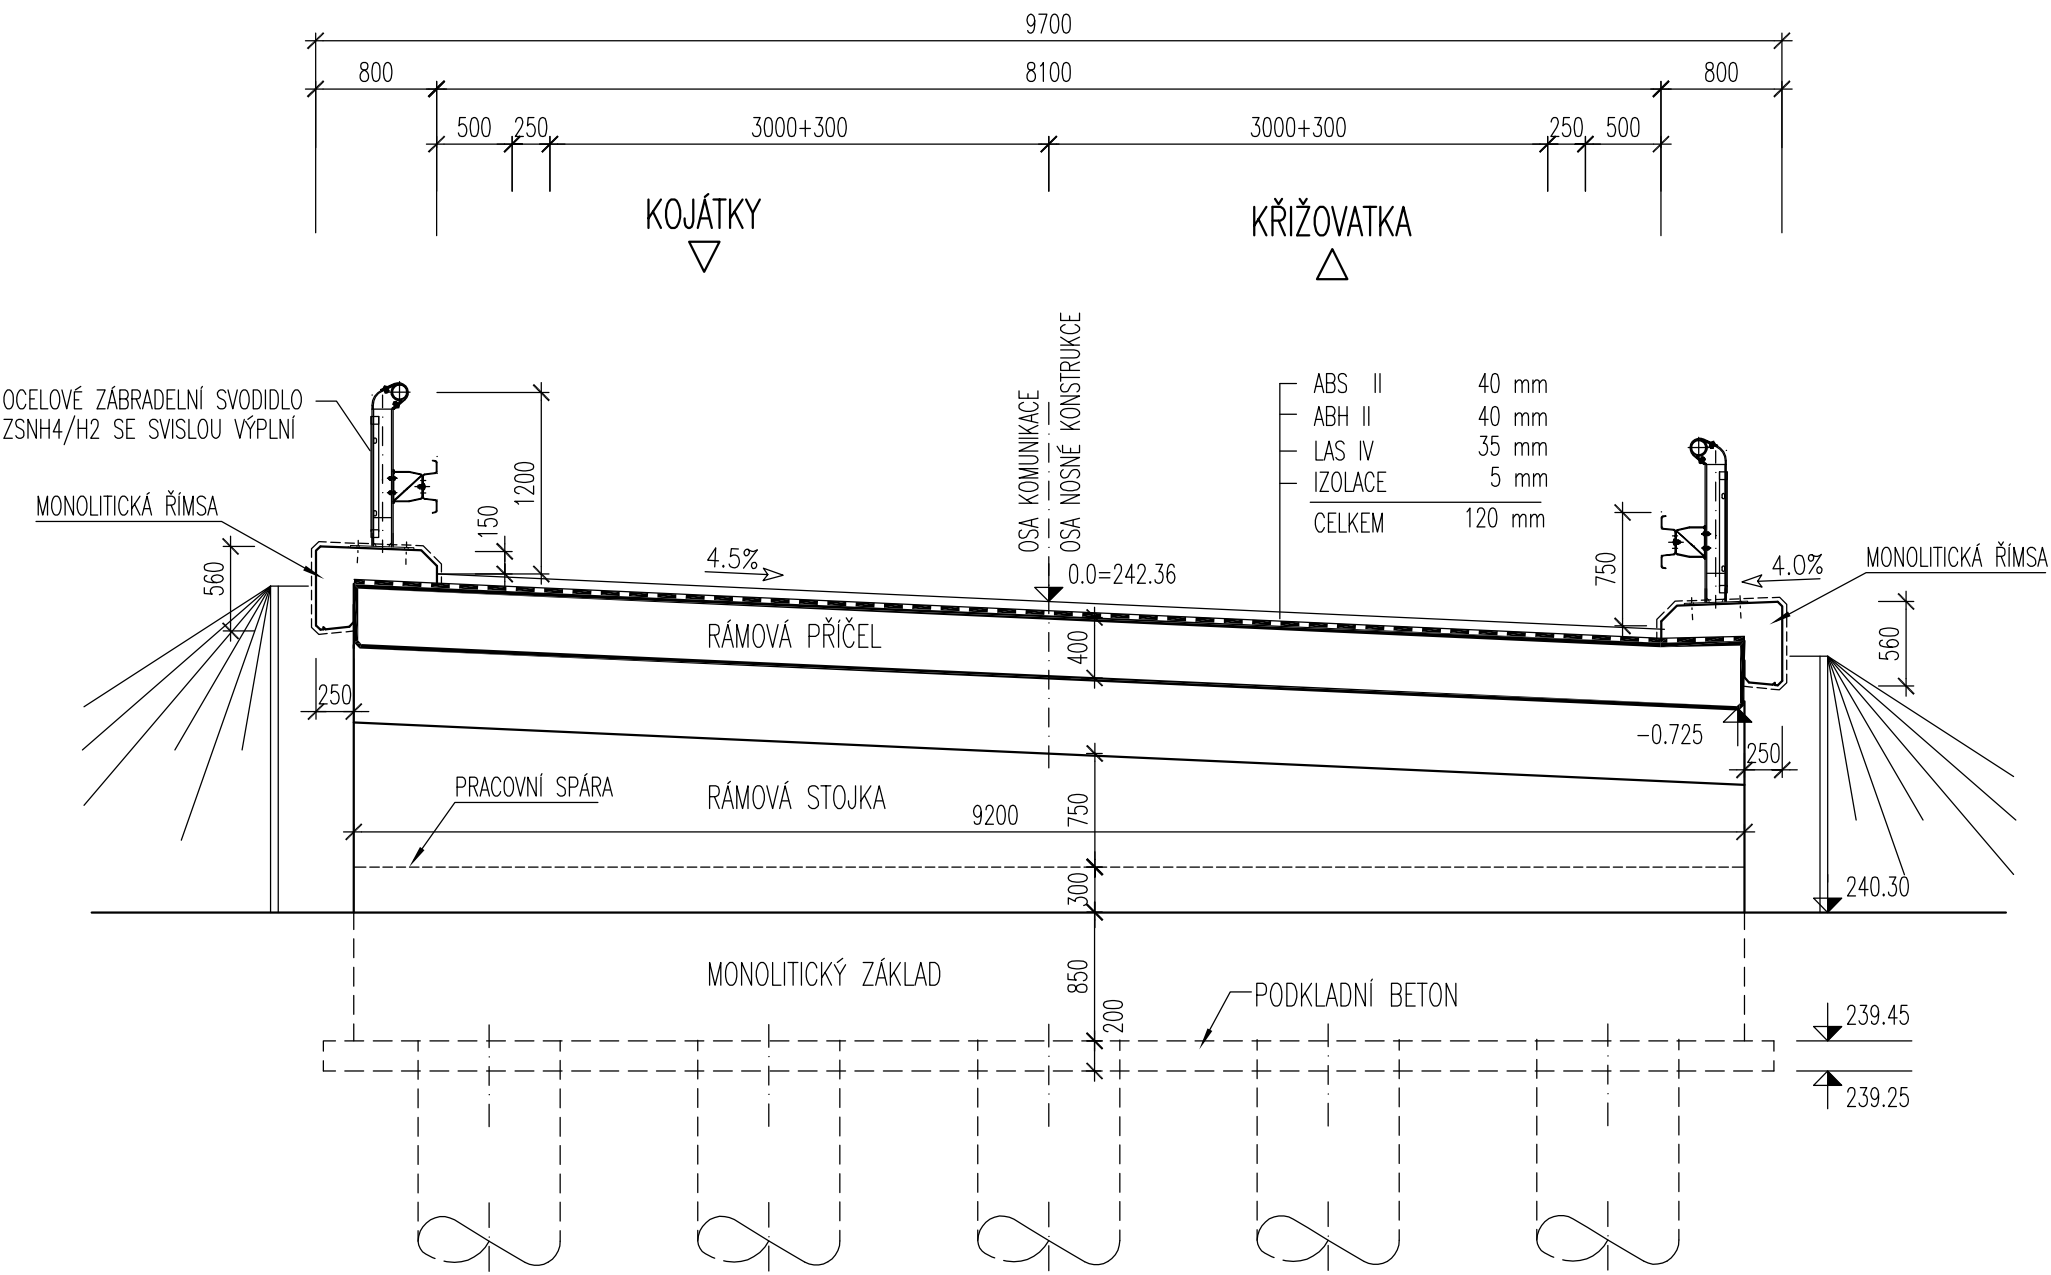 9700
800
8100
800
500
250
3000+300
3000+300
250
500
KOJÁTKY
KŘIŽOVATKA
OCELOVÉ ZÁBRADELNÍ SVODIDLO
ZSNH4/H2 SE SVISLOU VÝPLNÍ
MONOLITICKÁ ŘÍMSA
560
150
1200
4.5%
OSA KOMUNIKACE
OSA NOSNÉ KONSTRUKCE
0.0=242.36
ABS II 40 mm
ABH II 40 mm
LAS IV 35 mm
IZOLACE 5 mm
CELKEM 120 mm
750
4.0%
MONOLITICKÁ ŘÍMSA
560
RÁMOVÁ PŘÍČEL
400
250
-0.725
250
PRACOVNÍ SPÁRA
RÁMOVÁ STOJKA
9200
750
300
240.30
MONOLITICKÝ ZÁKLAD
850
200
PODKLADNÍ BETON
239.45
239.25